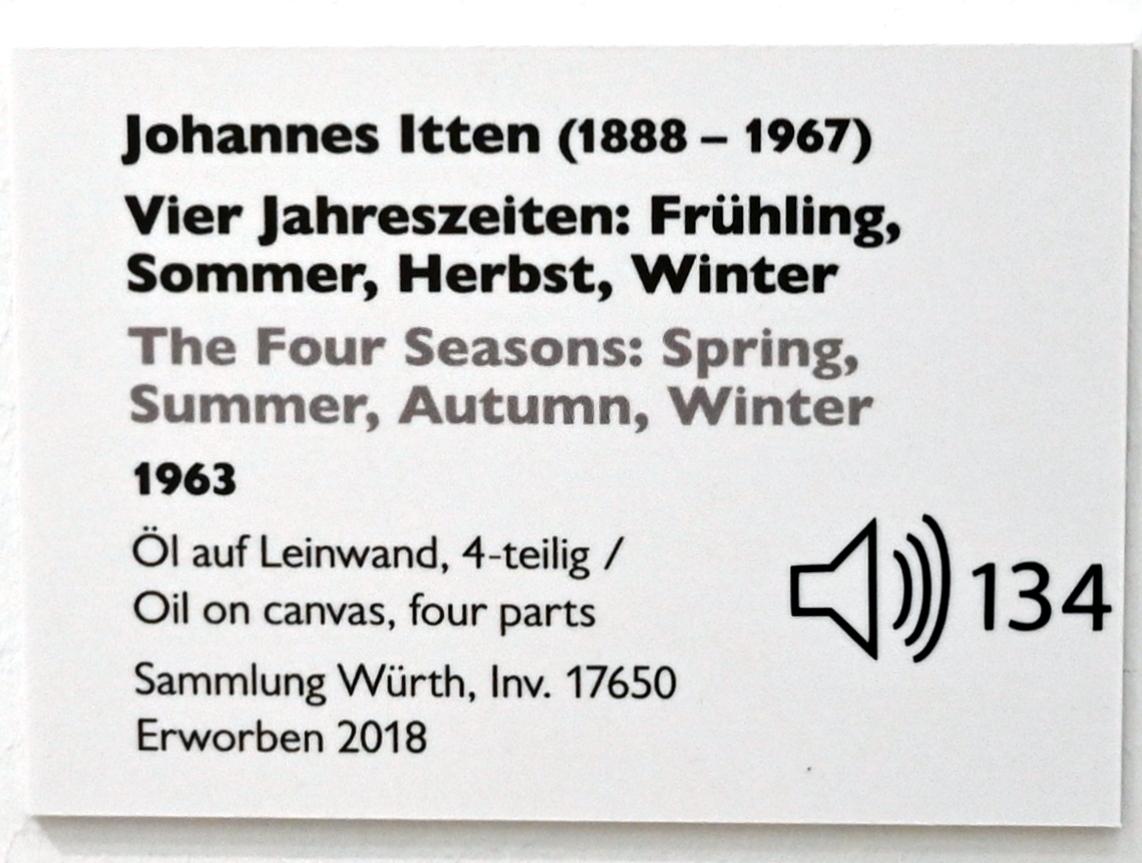 Johannes Itten (1888 – 1967)
Vier Jahreszeiten: Frühling,
Sommer, Herbst, Winter
The Four Seasons: Spring,
Summer, Autumn, Winter
1963
Öl auf Leinwand, 4-teilig /
Oil on canvas, four parts
134
Sammlung Würth, Inv. 17650
Erworben 2018